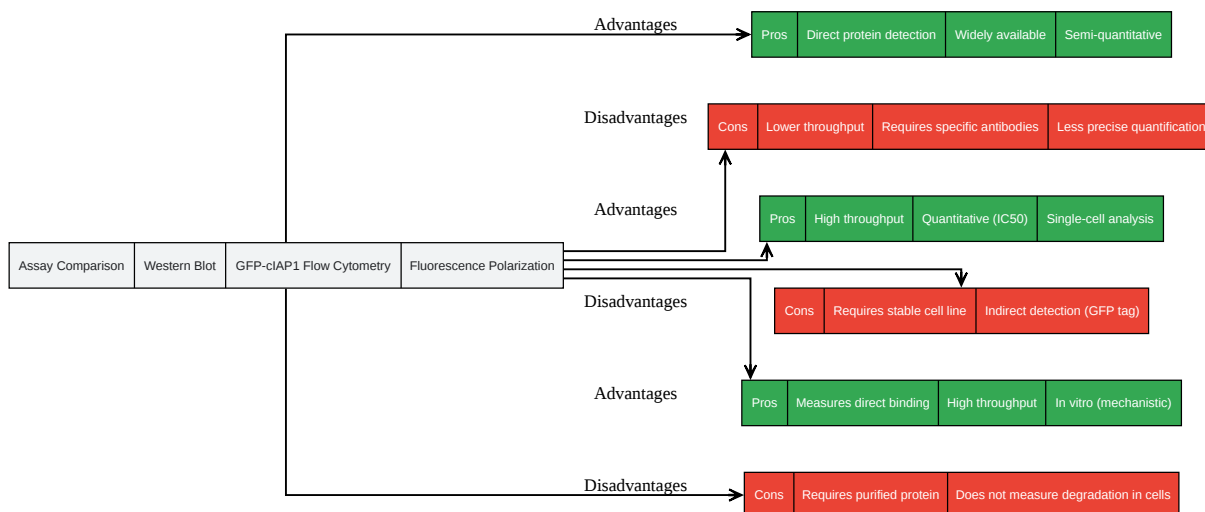 Advantages
Pros Direct protein detection Widely available Semi-quantitative
Disadvantages
Cons Lower throughput Requires specific antibodies Less precise quantification
Advantages
Pros High throughput Quantitative (IC50) Single-cell analysis
Assay Comparison Western Blot GFP-cIAP1 Flow Cytometry Fluorescence Polarization
Disadvantages
Cons Requires stable cell line Indirect detection (GFP tag)
Advantages
Pros Measures direct binding High throughput In vitro (mechanistic)
Disadvantages
Cons Requires purified protein Does not measure degradation in cells